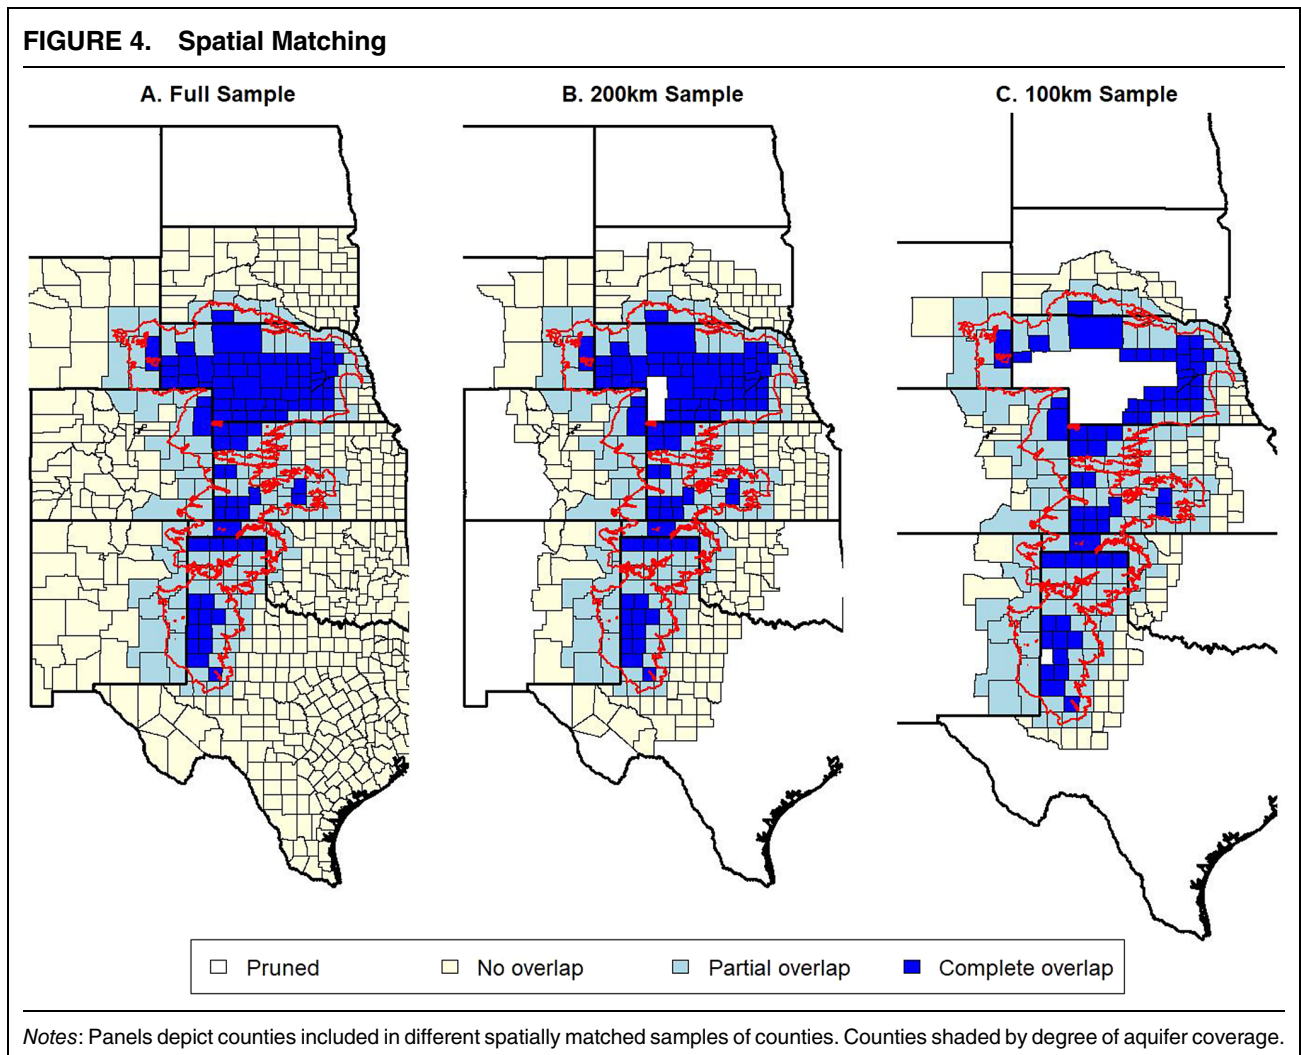 FIGURE 4. Spatial Matching
A. Full Sample
B. 200km Sample
C. 100km Sample
Pruned
No overlap
Partial overlap
Complete overlap
Notes: Panels depict counties included in different spatially matched samples of counties. Counties shaded by degree of aquifer coverage.